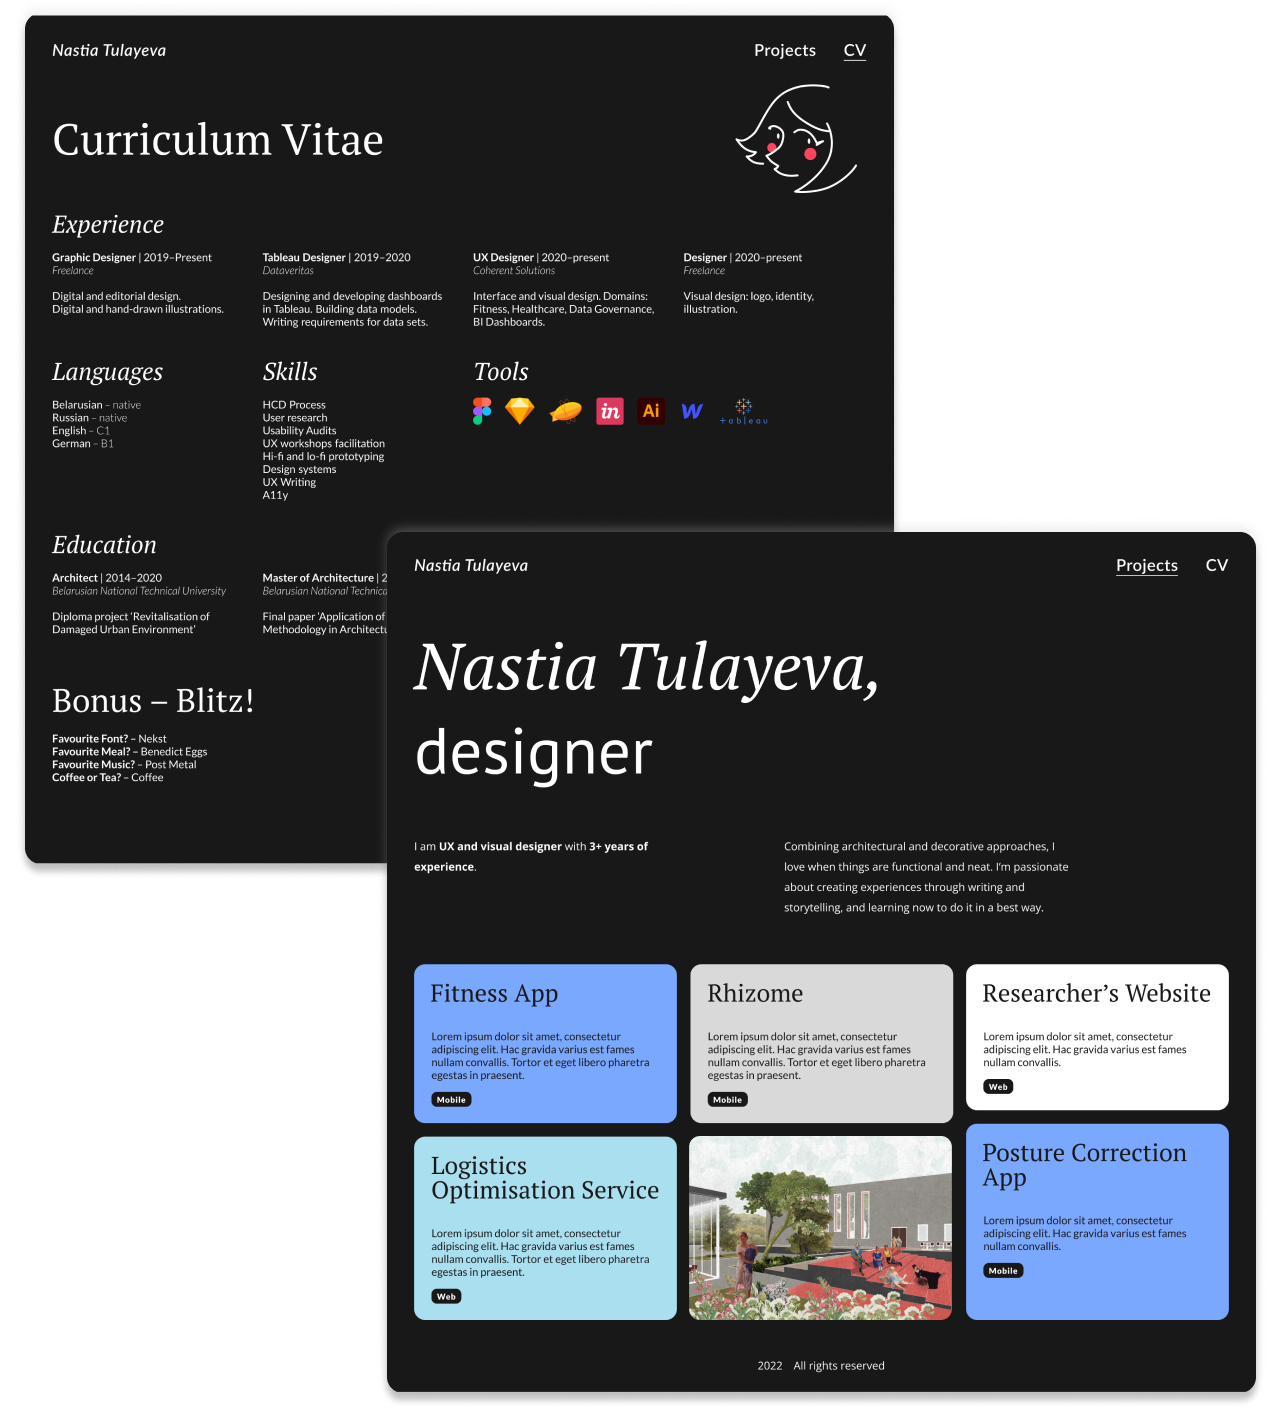 Nastia Tulayeva
Projects CV
Curriculum Vitae
Experience
Graphic Designer | 2019–Present
Freelance
Digital and editorial design.
Digital and hand-drawn illustrations.
Tableau Designer | 2019–2020
Dataveritas
Designing and developing dashboards
in Tableau. Building data models.
Writing requirements for data sets.
UX Designer | 2020–present
Coherent Solutions
Interface and visual design. Domains:
Fitness, Healthcare, Data Governance,
BI Dashboards.
Designer | 2020–present
Freelance
Visual design: logo, identity,
illustration.
Languages
Belarusian – native
Russian – native
English – C1
German – B1
Skills
HCD Process
User research
Usability Audits
UX workshops facilitation
Hi-fi and lo-fi prototyping
Design systems
UX Writing
A11y
Tools
in
Ai
W
+ableau
Education
Architect | 2014–2020
Belarusian National Technical University
Diploma project ‘Revitalisation of
Damaged Urban Environment’
Master of Architecture | 2
Belarusian National Technica
Final paper ‘Application of
Methodology in Architectu
Bonus – Blitz!
Favourite Font? – Nekst
Favourite Meal? – Benedict Eggs
Favourite Music? – Post Metal
Coffee or Tea? – Coffee
Nastia Tulayeva
Projects CV
Nastia Tulayeva,
designer
I am UX and visual designer with 3+ years of
experience.
Combining architectural and decorative approaches, I
love when things are functional and neat. I’m passionate
about creating experiences through writing and
storytelling, and learning now to do it in a best way.
Fitness App
Lorem ipsum dolor sit amet, consectetur
adipiscing elit. Hac gravida varius est fames
nullam convallis. Tortor et eget libero pharetra
egestas in praesent.
Mobile
Rhizome
Lorem ipsum dolor sit amet, consectetur
adipiscing elit. Hac gravida varius est fames
nullam convallis. Tortor et eget libero pharetra
egestas in praesent.
Mobile
Researcher’s Website
Lorem ipsum dolor sit amet, consectetur
adipiscing elit. Hac gravida varius est fames
nullam convallis.
Web
Logistics
Optimisation Service
Lorem ipsum dolor sit amet, consectetur
adipiscing elit. Hac gravida varius est fames
nullam convallis. Tortor et eget libero pharetra
egestas in praesent.
Web
Posture Correction
App
Lorem ipsum dolor sit amet, consectetur
adipiscing elit. Hac gravida varius est fames
nullam convallis.
Mobile
2022 All rights reserved